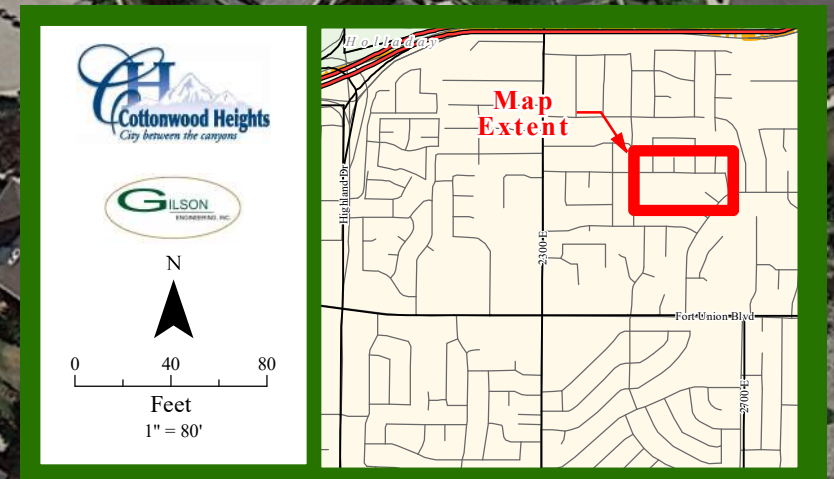 Cottonwood Heights
City between the canyons
GILSON
ENGINEERING, INC.
N
0 40 80
Feet
1" = 80'
Holladay
Map
Extent
Highland Dr
2300 E
Fort Union Blvd
2700 E